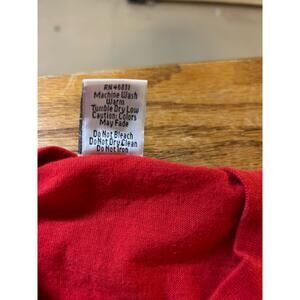 RN 46031
Machine Wash
Warm
Tumble Dry Low
Caution: Colors
May Fade
Do Not Bleach
Do Not Dry Clean
Do Not Iron